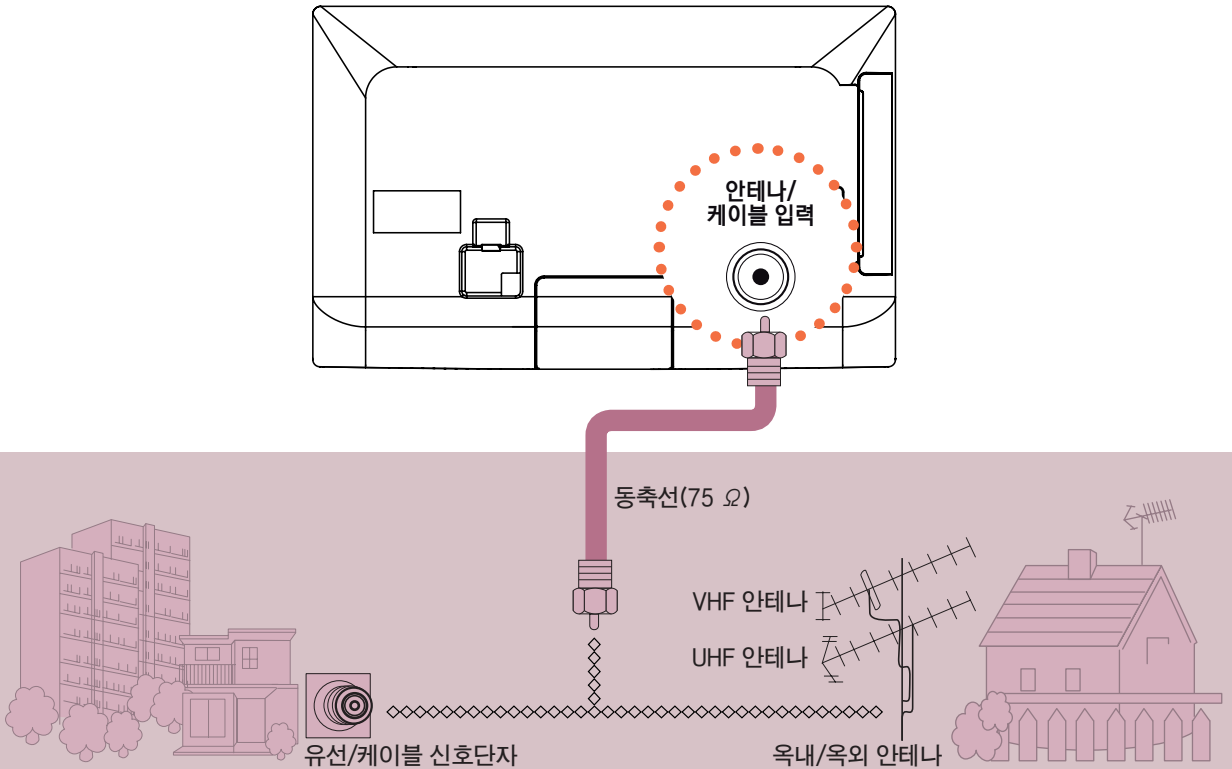 안테나/
케이블 입력
동축선(75 Ω)
VHF 안테나
UHF 안테나
유선/케이블 신호단자
옥내/옥외 안테나